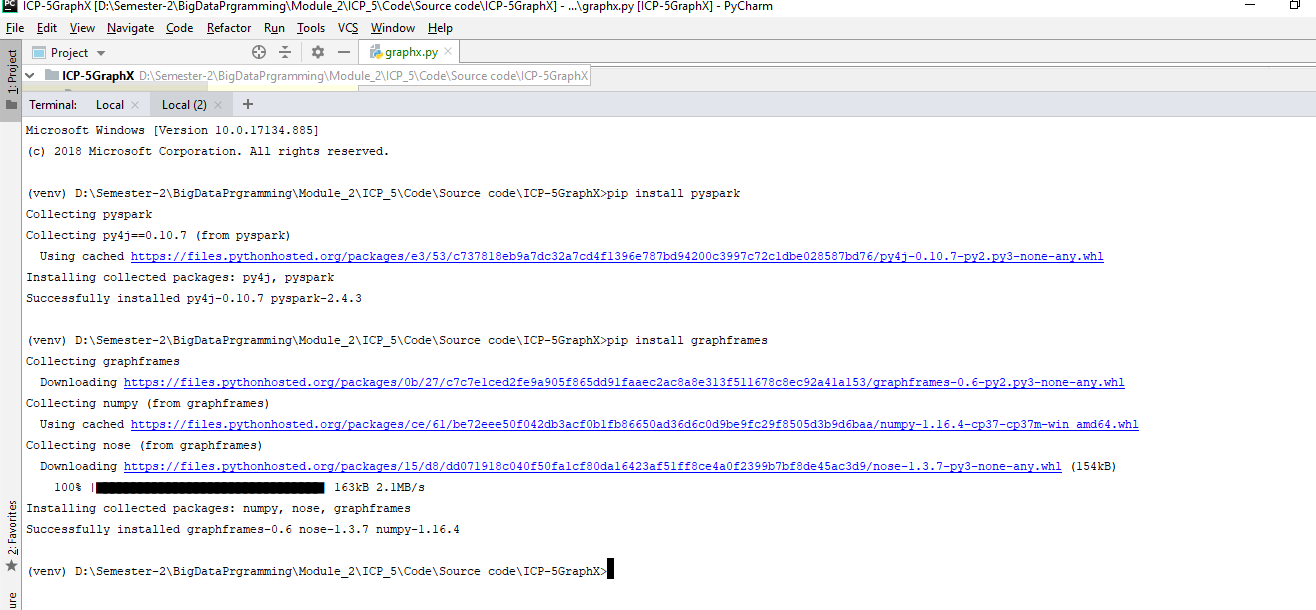 ICP-5GraphX [D:\Semester-2\BigDataPrgramming\Module_2\ICP_5\Code\Source code\ICP-5GraphX] - ...\graphx.py [ICP-5GraphX] - PyCharm
File Edit View Navigate Code Refactor Run Tools VCS Window Help
Project graphx.py
1: Project
ICP-5GraphX D:\Semester-2\BigDataPrgramming\Module_2\ICP_5\Code\Source code\ICP-5GraphX
Terminal: Local Local (2) +
Microsoft Windows [Version 10.0.17134.885]
(c) 2018 Microsoft Corporation. All rights reserved.
(venv) D:\Semester-2\BigDataPrgramming\Module_2\ICP_5\Code\Source code\ICP-5GraphX>pip install pyspark
Collecting pyspark
Collecting py4j==0.10.7 (from pyspark)
Using cached https://files.pythonhosted.org/packages/e3/53/c737818eb9a7dc32a7cd4f1396e787bd94200c3997c72c1dbe028587bd76/py4j-0.10.7-py2.py3-none-any.whl
Installing collected packages: py4j, pyspark
Successfully installed py4j-0.10.7 pyspark-2.4.3
(venv) D:\Semester-2\BigDataPrgramming\Module_2\ICP_5\Code\Source code\ICP-5GraphX>pip install graphframes
Collecting graphframes
Downloading https://files.pythonhosted.org/packages/0b/27/c7c7e1ced2fe9a905f865dd91faaec2ac8a8e313f511678c8ec92a41a153/graphframes-0.6-py2.py3-none-any.whl
Collecting numpy (from graphframes)
Using cached https://files.pythonhosted.org/packages/ce/61/be72eee50f042db3acf0b1fb86650ad36d6c0d9be9fc29f8505d3b9d6baa/numpy-1.16.4-cp37-cp37m-win_amd64.whl
Collecting nose (from graphframes)
Downloading https://files.pythonhosted.org/packages/15/d8/dd071918c040f50fa1cf80da16423af51ff8ce4a0f2399b7bf8de45ac3d9/nose-1.3.7-py3-none-any.whl (154kB)
100% |████████████████████████████████| 163kB 2.1MB/s
Installing collected packages: numpy, nose, graphframes
Successfully installed graphframes-0.6 nose-1.3.7 numpy-1.16.4
2: Favorites
(venv) D:\Semester-2\BigDataPrgramming\Module_2\ICP_5\Code\Source code\ICP-5GraphX>